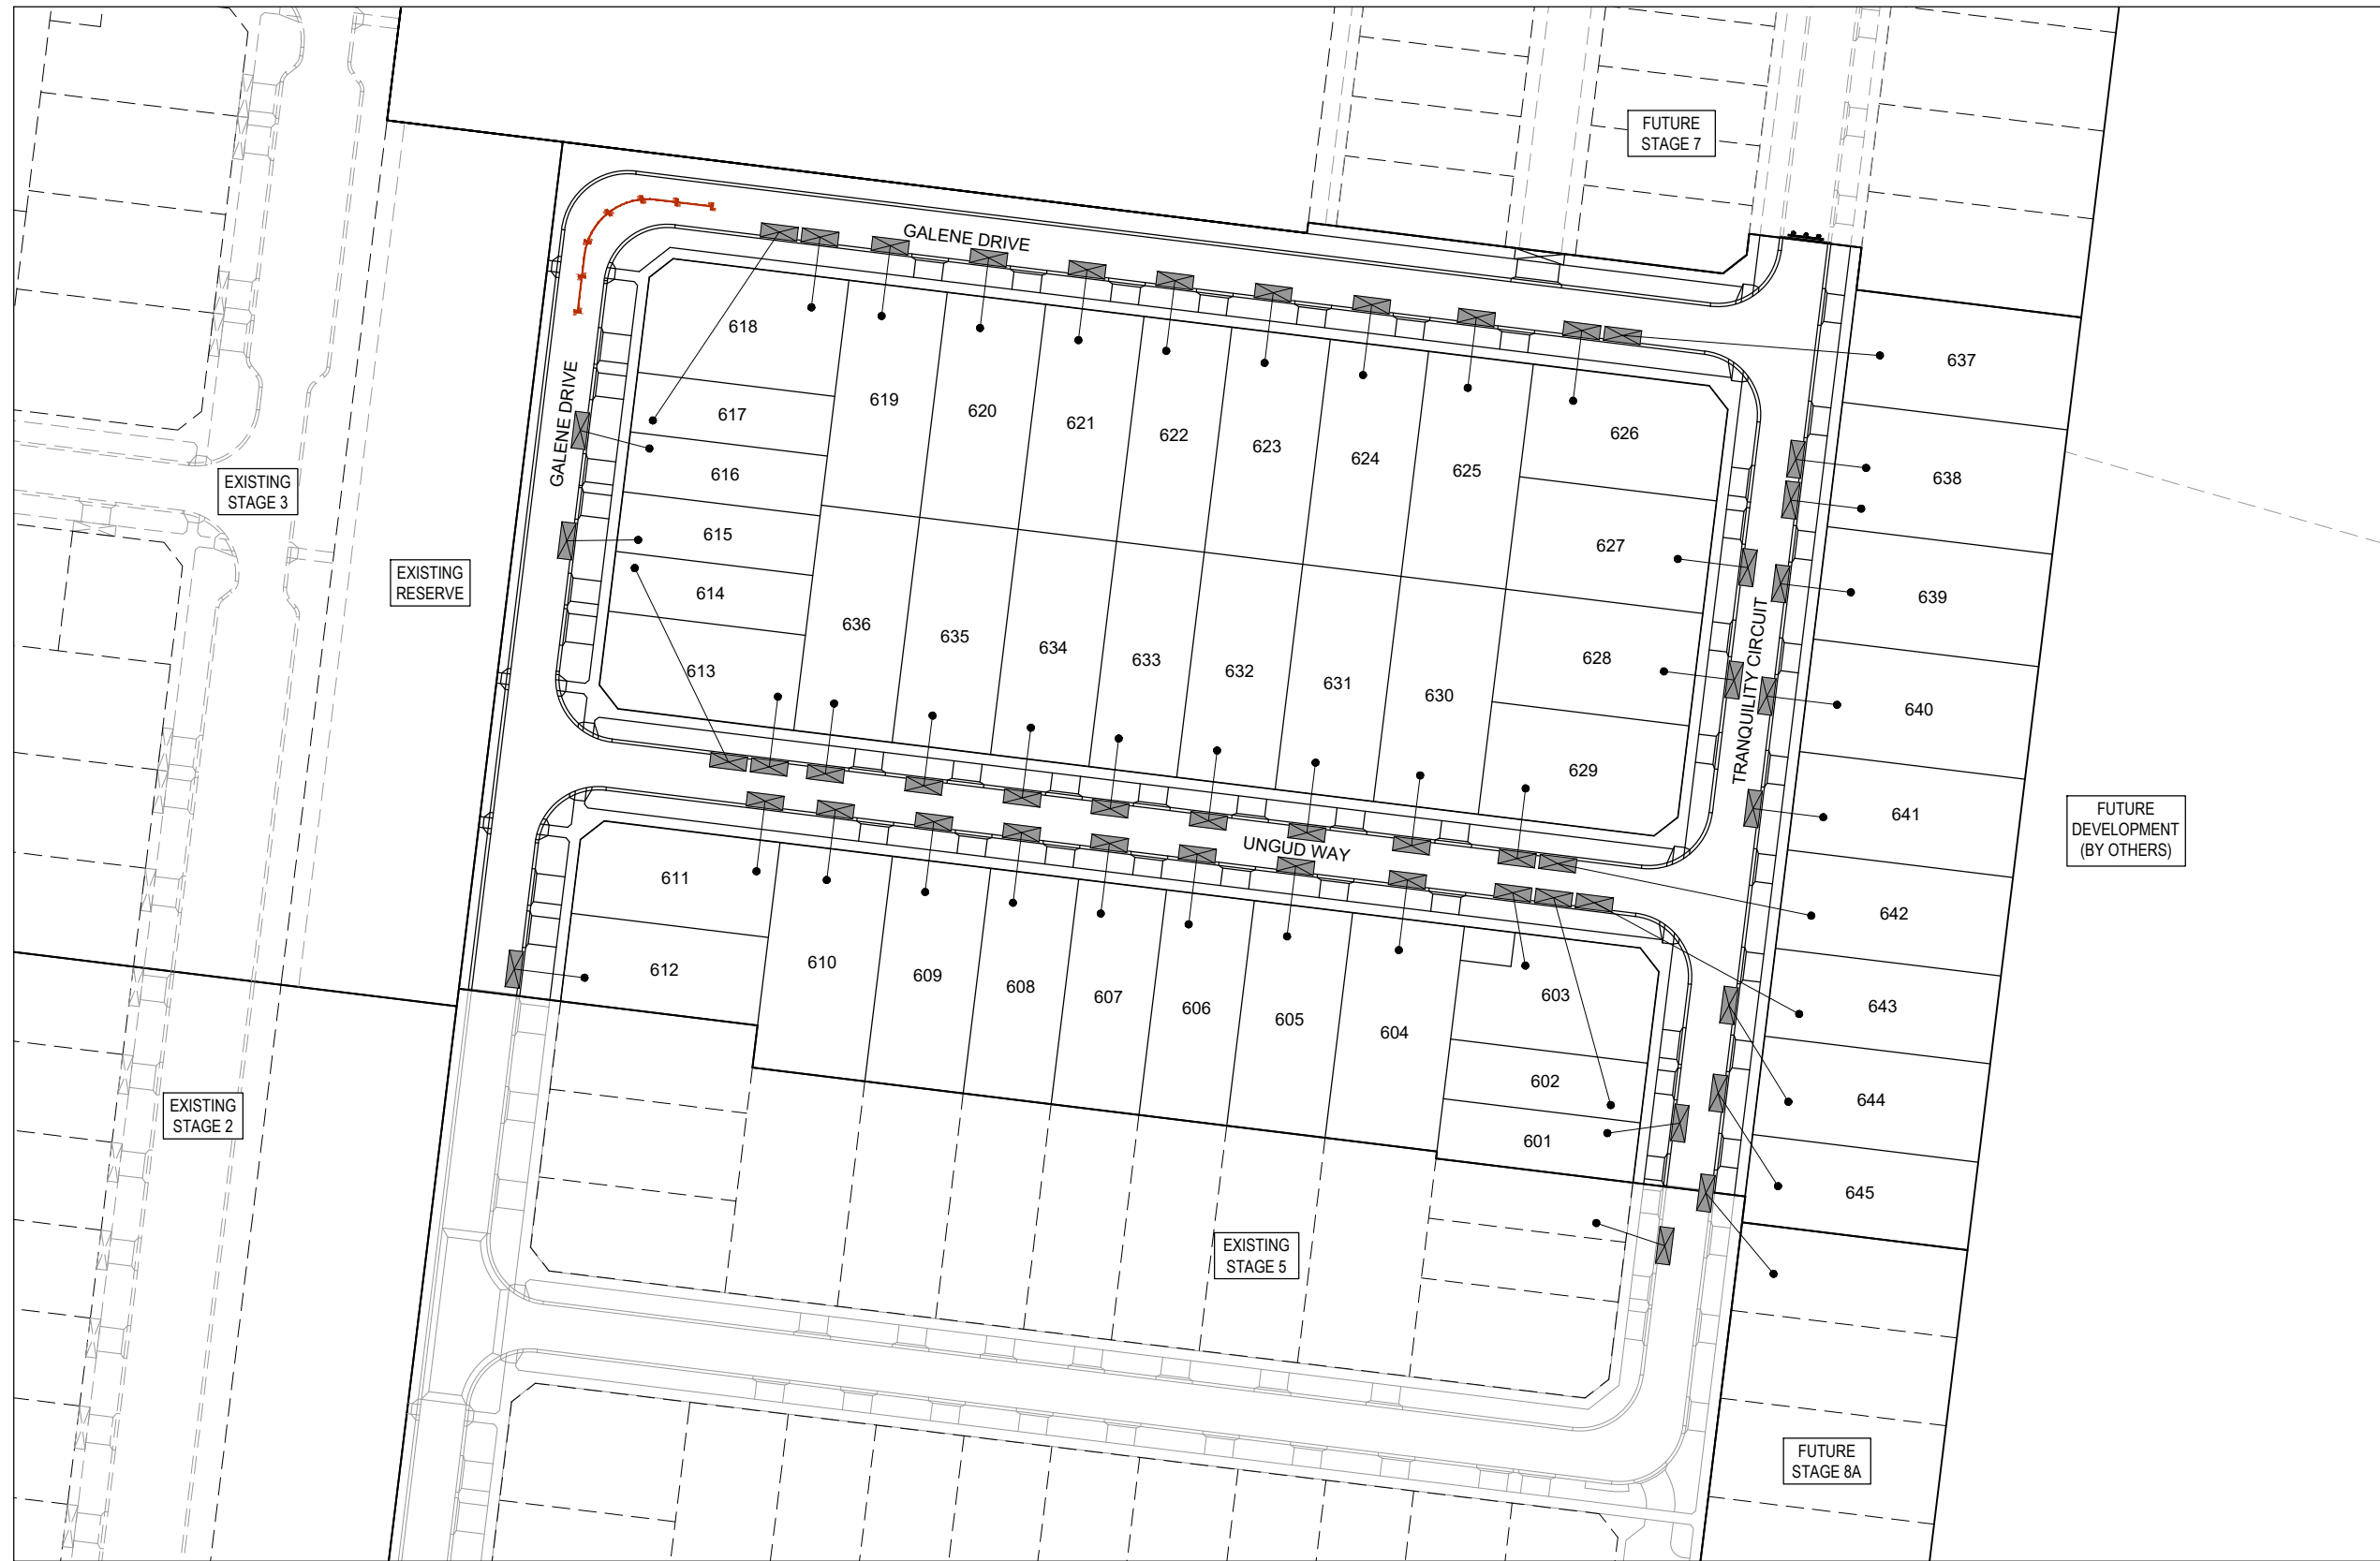 FUTURE
STAGE 7
GALENE DRIVE
618
637
617
619
620
621
622
623
624
625
626
GALENE DRIVE
616
638
EXISTING
STAGE 3
615
627
EXISTING
RESERVE
614
639
636
635
634
633
632
631
630
628
TRANQUILITY CIRCUIT
640
613
629
641
UNGUD WAY
FUTURE
DEVELOPMENT
(BY OTHERS)
611
642
612
610
609
608
607
606
605
604
603
643
602
644
EXISTING
STAGE 2
601
645
EXISTING
STAGE 5
FUTURE
STAGE 8A